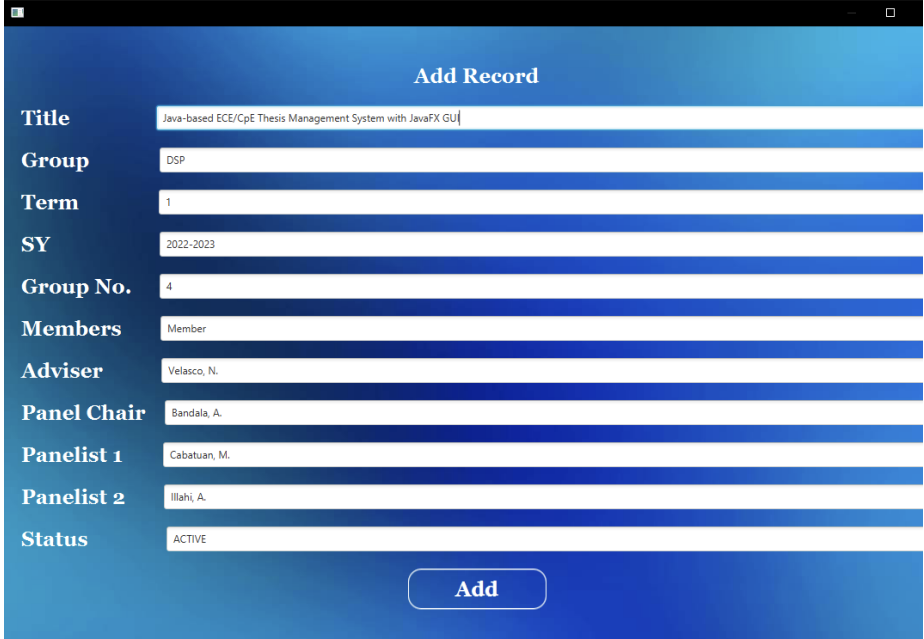 Add Record
Title Java-based ECE/CpE Thesis Management System with JavaFX GUI
Group DSP
Term 1
SY 2022-2023
Group No. 4
Members Member
Adviser Velasco, N.
Panel Chair Bandala, A.
Panelist 1 Cabatuan, M.
Panelist 2 Illahi, A.
Status ACTIVE
Add